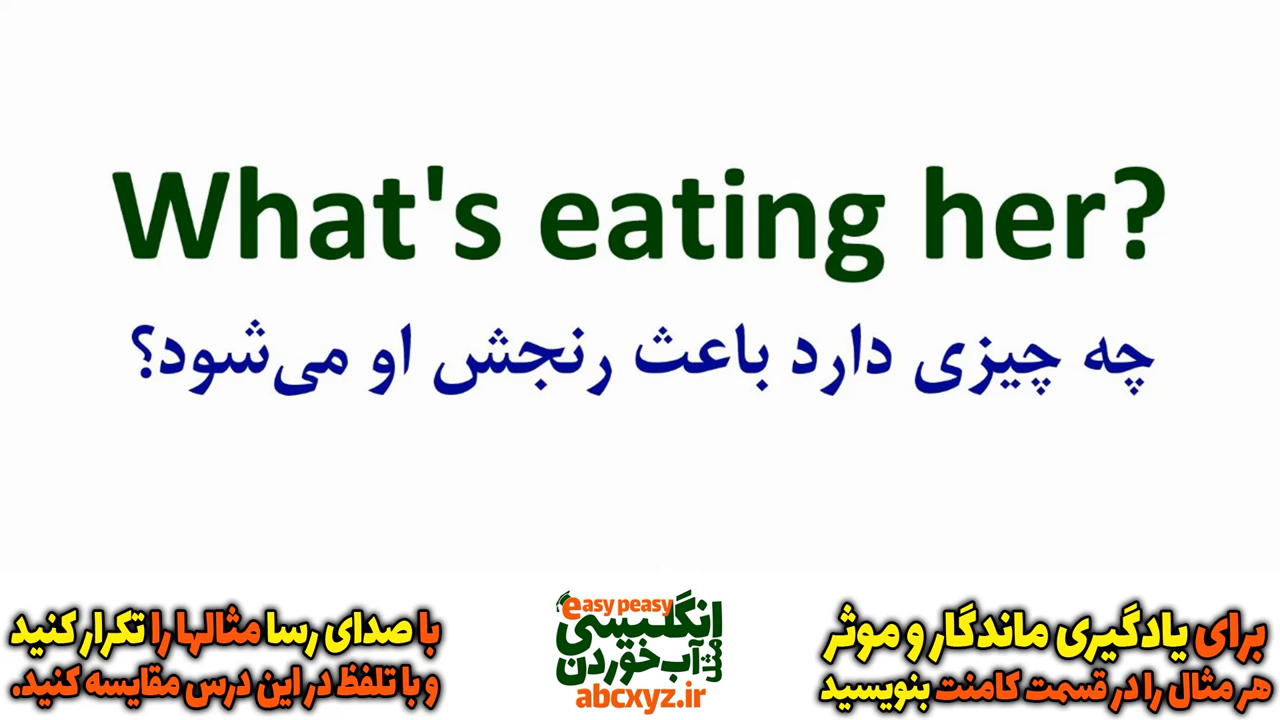 What's eating her?
چه چیزی دارد باعث رنجش او می‌شود؟
برای یادگیری ماندگار و موثر
هر مثال را در قسمت کامنت بنویسید
easy peasy
انگلیسی
مثل آب خوردن
abcxyz.ir
با صدای رسا مثالها را تکرار کنید
و با تلفظ در این درس مقایسه کنید.